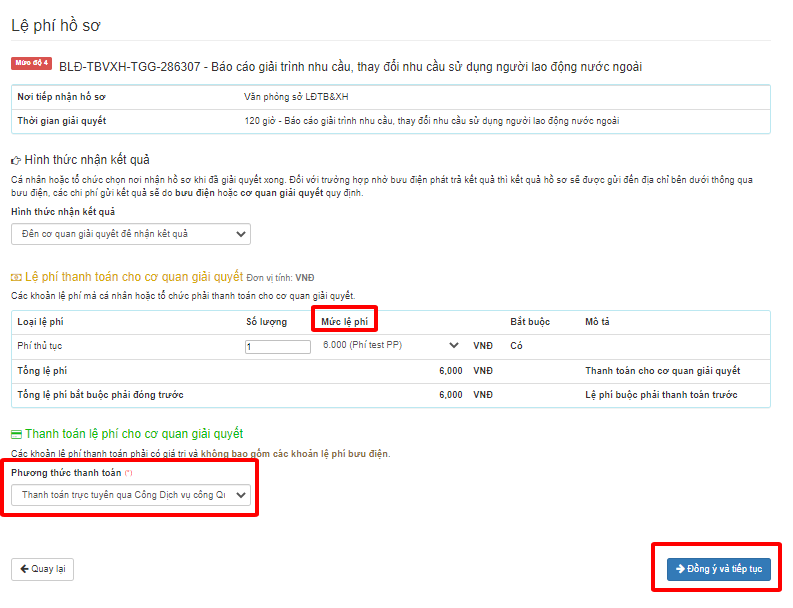 Lệ phí hồ sơ
Mức độ 4 BLĐ-TBVXH-TGG-286307 - Báo cáo giải trình nhu cầu, thay đổi nhu cầu sử dụng người lao động nước ngoài
Nơi tiếp nhận hồ sơ Văn phòng sở LĐTB&XH
Thời gian giải quyết 120 giờ - Báo cáo giải trình nhu cầu, thay đổi nhu cầu sử dụng người lao động nước ngoài
Hình thức nhận kết quả
Cá nhân hoặc tổ chức chọn nơi nhận hồ sơ khi đã giải quyết xong. Đối với trường hợp nhờ bưu điện phát trả kết quả thì kết quả hồ sơ sẽ được gửi đến địa chỉ bên dưới thông qua
bưu điện, các chi phí gửi kết quả sẽ do bưu điện hoặc cơ quan giải quyết quy định.
Hình thức nhận kết quả
Đến cơ quan giải quyết để nhận kết quả
Lệ phí thanh toán cho cơ quan giải quyết Đơn vị tính: VNĐ
Các khoản lệ phí mà cá nhân hoặc tổ chức phải thanh toán cho cơ quan giải quyết.
Loại lệ phí Số lượng Mức lệ phí Bắt buộc Mô tả
Phí thủ tục 1 6.000 (Phí test PP) VNĐ Có
Tổng lệ phí 6,000 VNĐ Thanh toán cho cơ quan giải quyết
Tổng lệ phí bắt buộc phải đóng trước 6,000 VNĐ Lệ phí buộc phải thanh toán trước
Thanh toán lệ phí cho cơ quan giải quyết
Các khoản lệ phí thanh toán phải có giá trị và không bao gồm các khoản lệ phí bưu điện.
Phương thức thanh toán (*)
Thanh toán trực tuyến qua Cổng Dịch vụ công Qu
Quay lại
Đồng ý và tiếp tục